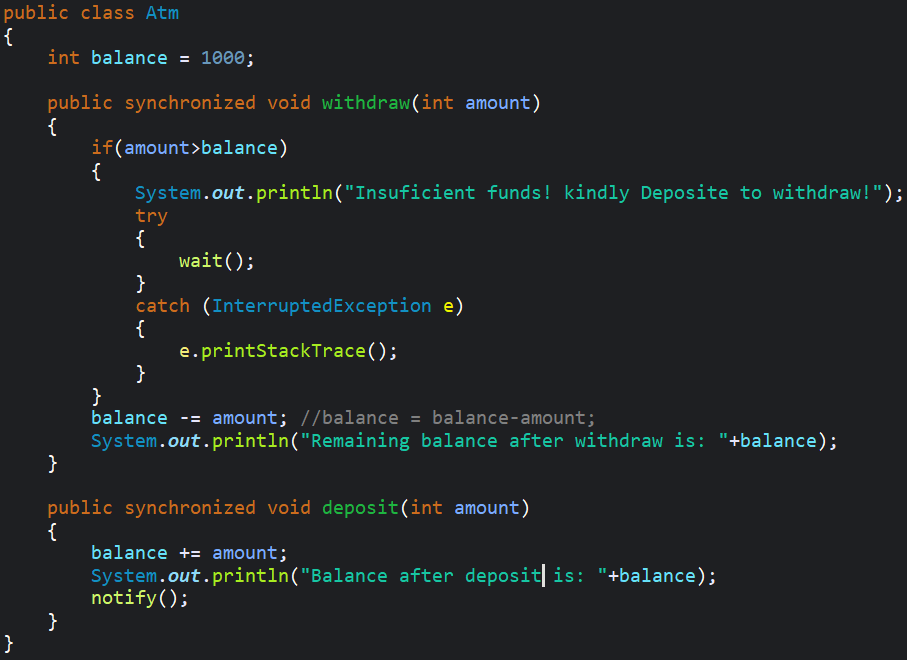 public class Atm
{
    int balance = 1000;

    public synchronized void withdraw(int amount)
    {
        if(amount>balance)
        {
            System.out.println("Insuficient funds! kindly Deposite to withdraw!");
            try
            {
                wait();
            }
            catch (InterruptedException e)
            {
                e.printStackTrace();
            }
        }
        balance -= amount; //balance = balance-amount;
        System.out.println("Remaining balance after withdraw is: "+balance);
    }

    public synchronized void deposit(int amount)
    {
        balance += amount;
        System.out.println("Balance after deposit is: "+balance);
        notify();
    }
}